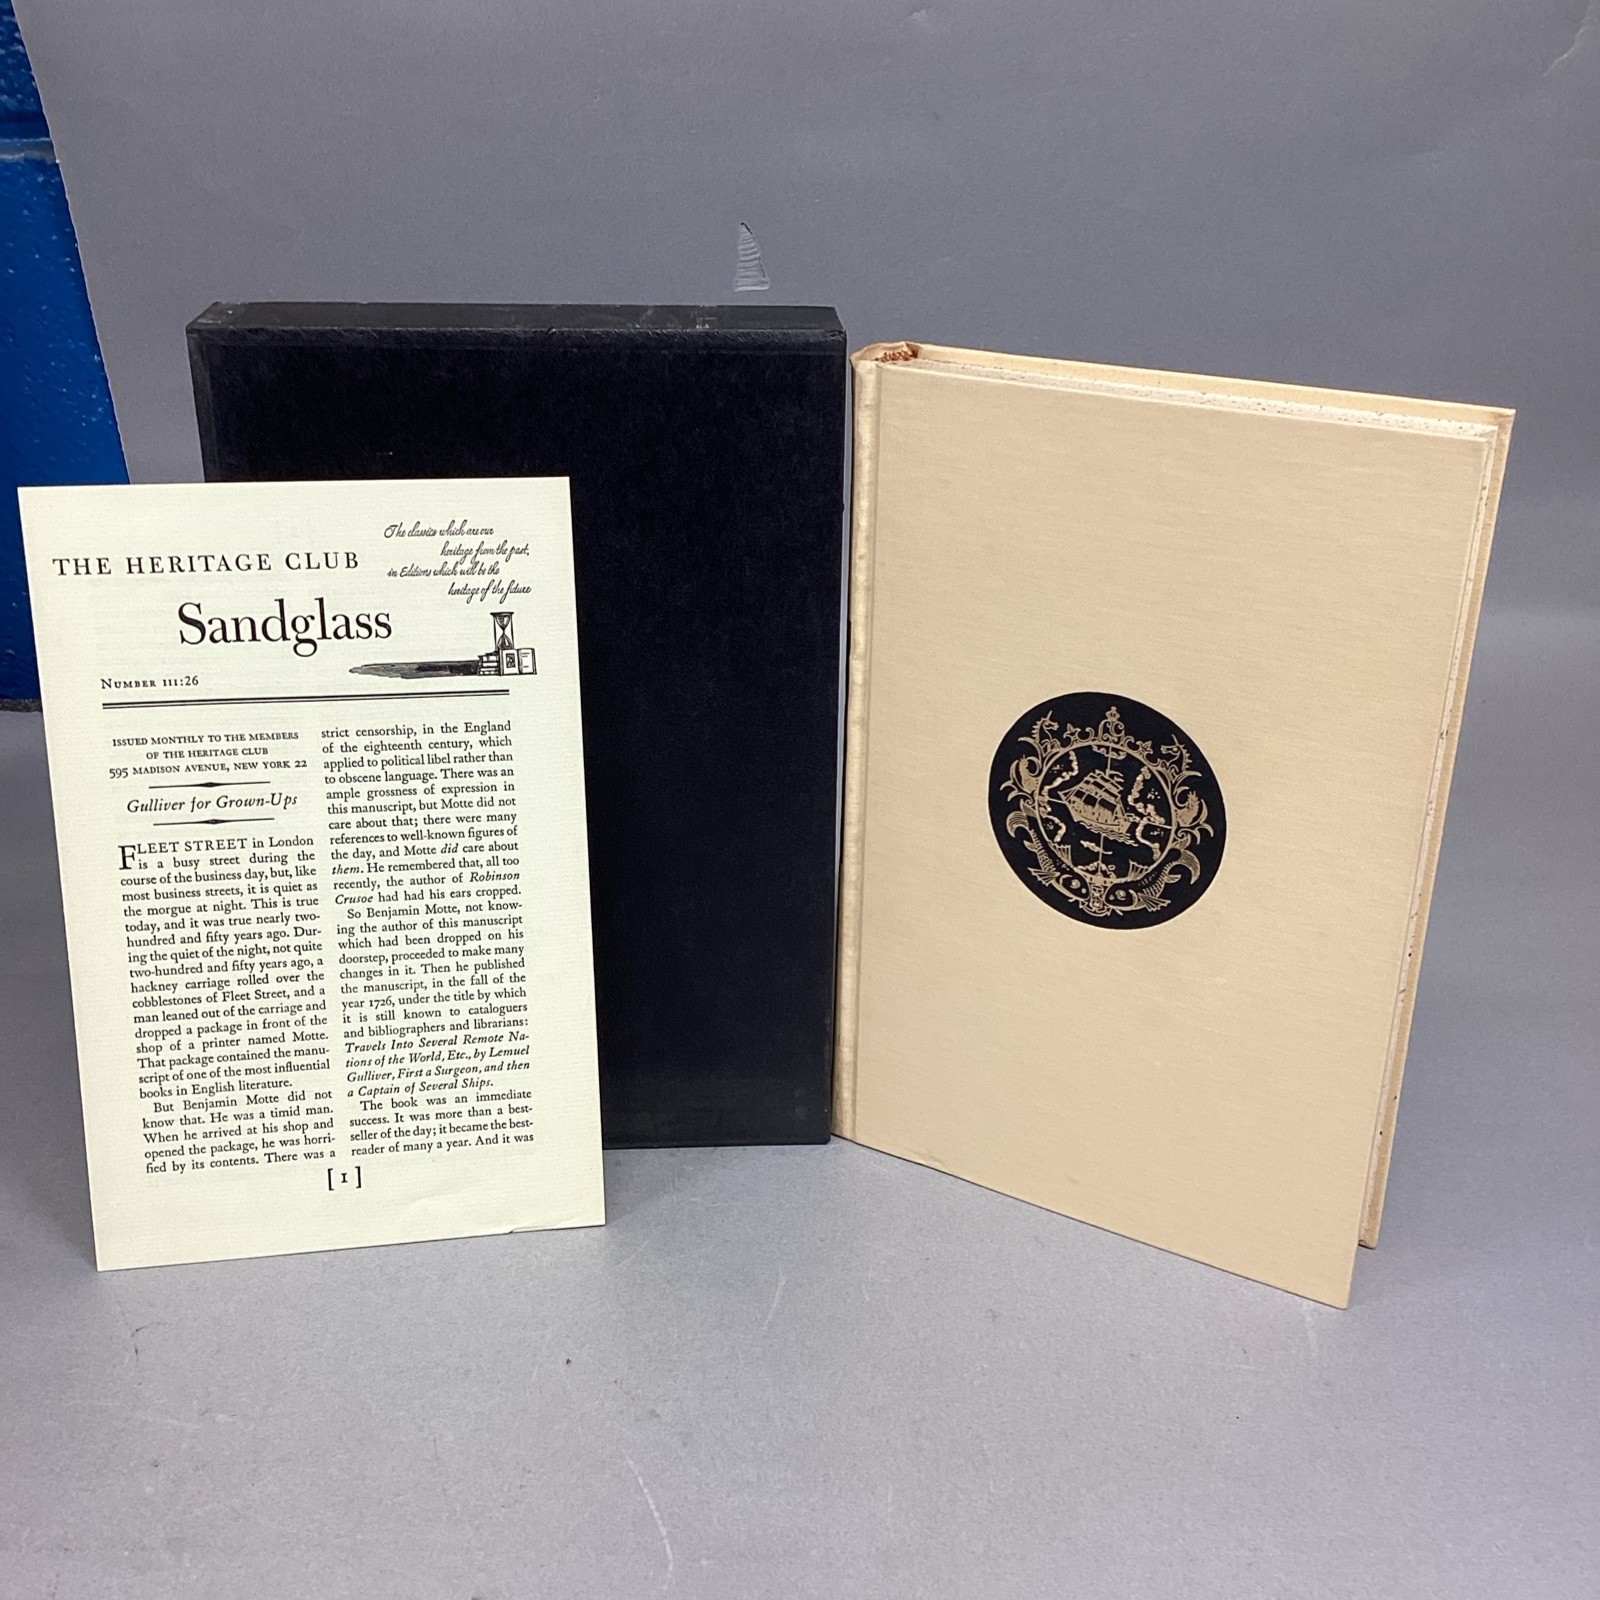 THE HERITAGE CLUB
The classics which are our
heritage from the past,
in Editions which will be the
heritage of the future
Sandglass
NUMBER III:26
ISSUED MONTHLY TO THE MEMBERS
OF THE HERITAGE CLUB
595 MADISON AVENUE, NEW YORK 22
Gulliver for Grown-Ups
FLEET STREET in London
is a busy street during the
course of the business day, but, like
most business streets, it is quiet as
the morgue at night. This is true
today, and it was true nearly two-
hundred and fifty years ago. Dur-
ing the quiet of the night, not quite
two-hundred and fifty years ago, a
hackney carriage rolled over the
cobblestones of Fleet Street, and a
man leaned out of the carriage and
dropped a package in front of the
shop of a printer named Motte.
That package contained the manu-
script of one of the most influential
books in English literature.
But Benjamin Motte did not
know that. He was a timid man.
When he arrived at his shop and
opened the package, he was horri-
fied by its contents. There was a
strict censorship, in the England
of the eighteenth century, which
applied to political libel rather than
to obscene language. There was an
ample grossness of expression in
this manuscript, but Motte did not
care about that; there were many
references to well-known figures of
the day, and Motte did care about
them. He remembered that, all too
recently, the author of Robinson
Crusoe had had his ears cropped.
So Benjamin Motte, not know-
ing the author of this manuscript
which had been dropped on his
doorstep, proceeded to make many
changes in it. Then he published
the manuscript, in the fall of the
year 1726, under the title by which
it is still known to cataloguers
and bibliographers and librarians:
Travels Into Several Remote Na-
tions of the World, Etc., by Lemuel
Gulliver, First a Surgeon, and then
a Captain of Several Ships.
The book was an immediate
success. It was more than a best-
seller of the day; it became the best-
reader of many a year. And it was
[1]